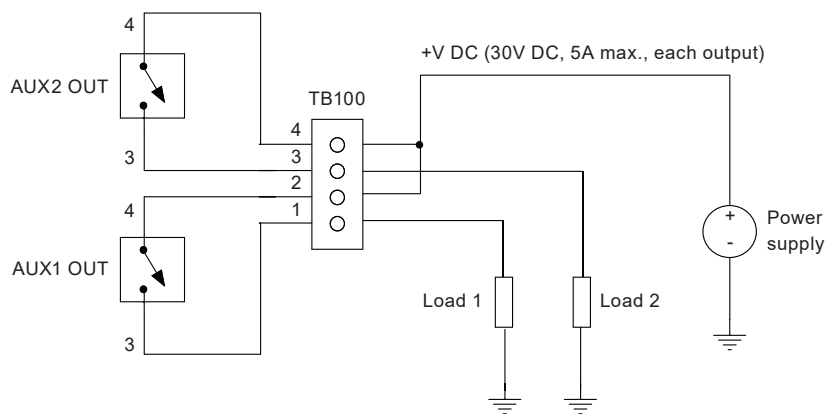 4
+V DC (30V DC, 5A max., each output)
AUX2 OUT
TB100
4
3
3
2
4
1
+
-
Power
supply
AUX1 OUT
Load 1
Load 2
3